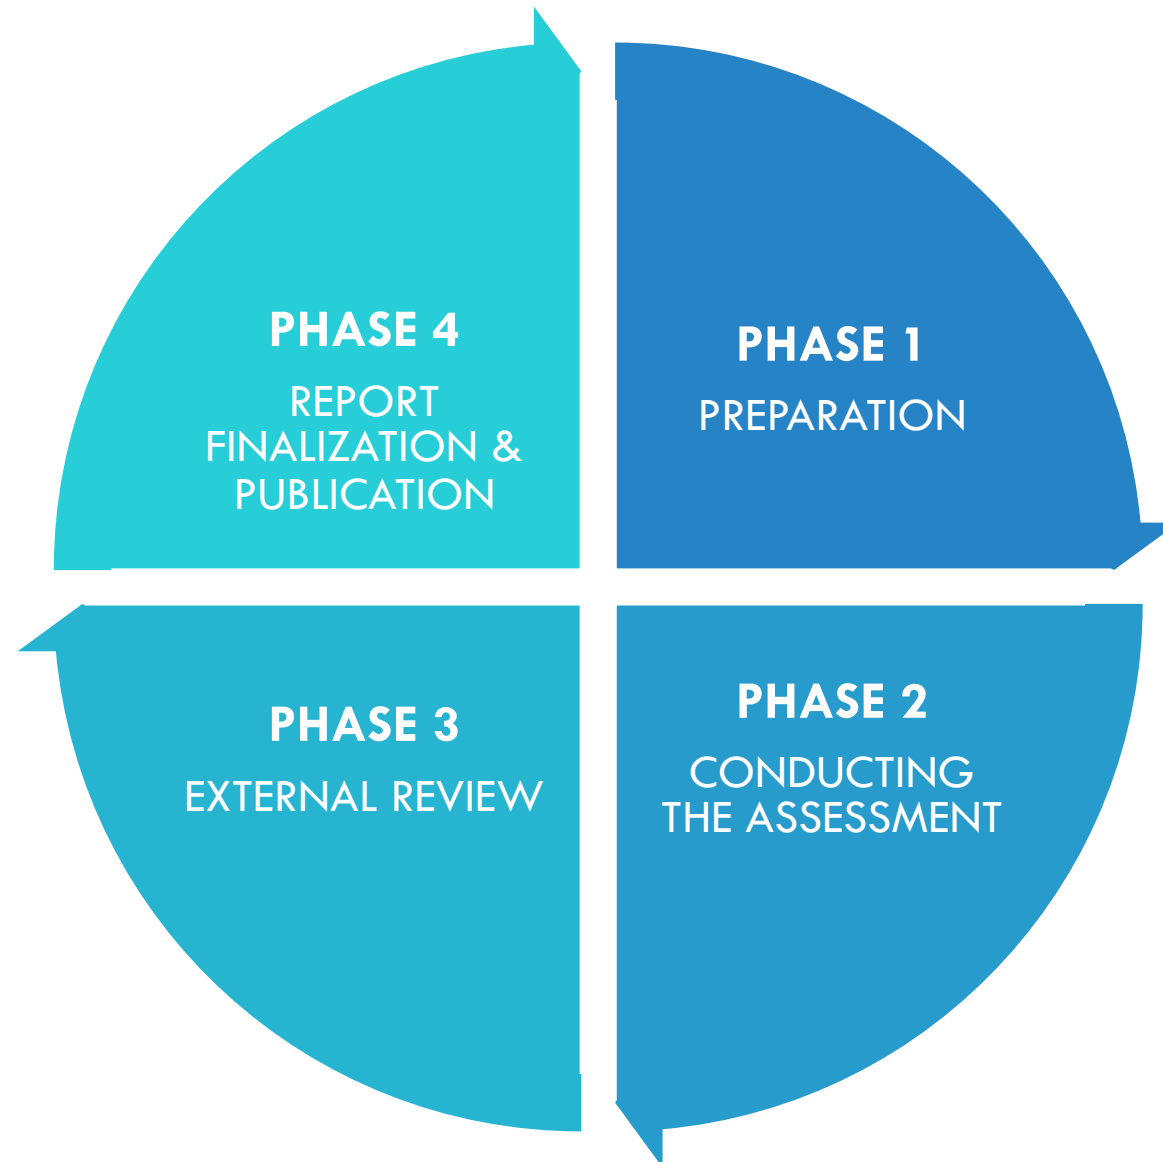 PHASE 4
REPORT
FINALIZATION &
PUBLICATION
PHASE 1
PREPARATION
PHASE 3
EXTERNAL REVIEW
PHASE 2
CONDUCTING
THE ASSESSMENT